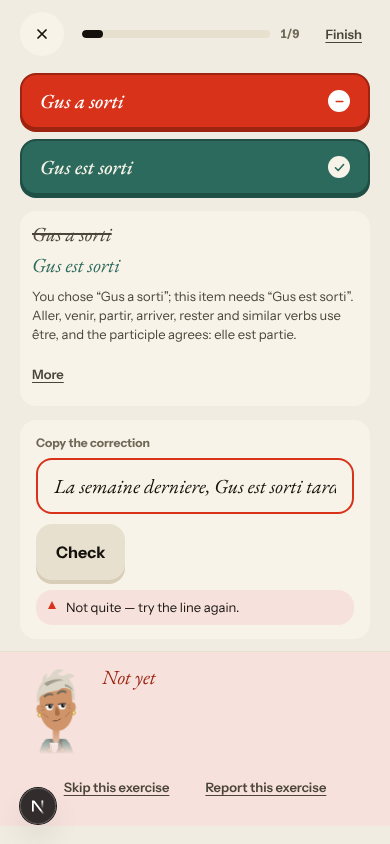 1/9
Finish
Gus a sorti
Gus est sorti
Gus a sorti
Gus est sorti
You chose “Gus a sorti”; this item needs “Gus est sorti”.
Aller, venir, partir, arriver, rester and similar verbs use
être, and the participle agrees: elle est partie.
More
Copy the correction
La semaine derniere, Gus est sorti
Check
Not quite — try the line again.
Not yet
Skip this exercise
Report this exercise
N